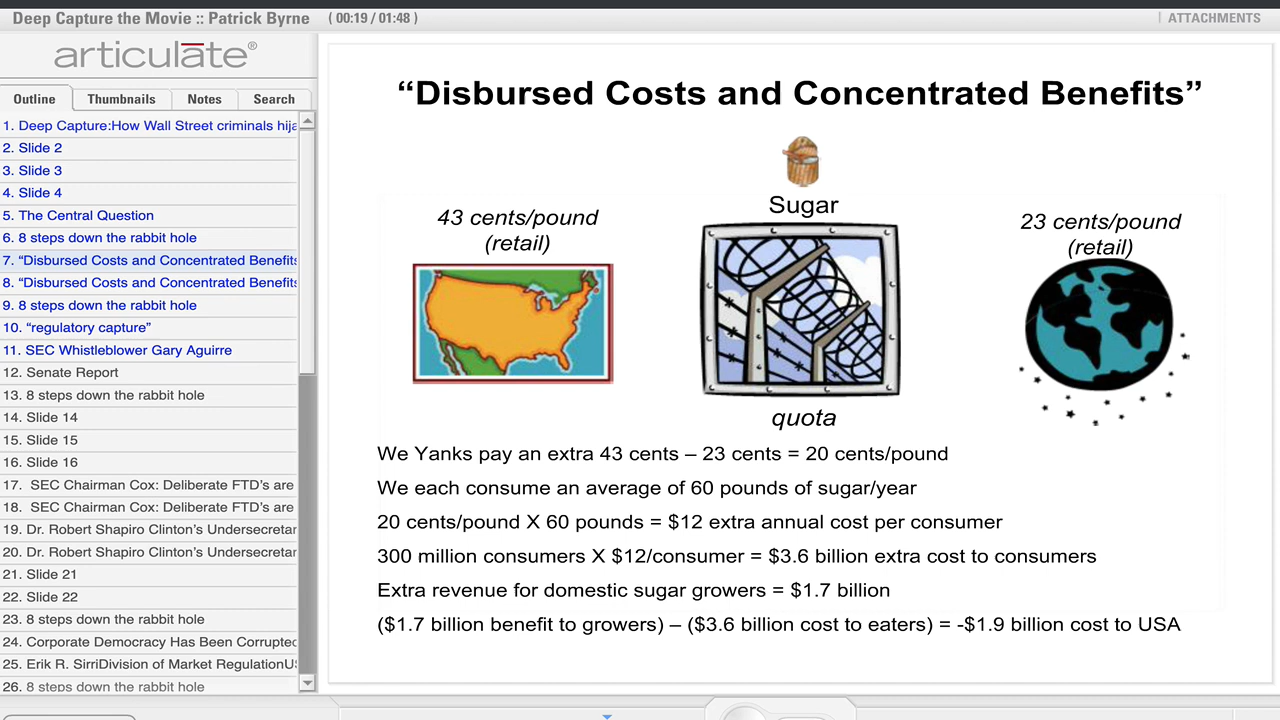 Deep Capture the Movie :: Patrick Byrne ( 00:19 / 01:48 )
ATTACHMENTS
articulate®
Outline Thumbnails Notes Search
1. Deep Capture:How Wall Street criminals hija
2. Slide 2
3. Slide 3
4. Slide 4
5. The Central Question
6. 8 steps down the rabbit hole
7. “Disbursed Costs and Concentrated Benefits
8. “Disbursed Costs and Concentrated Benefits
9. 8 steps down the rabbit hole
10. “regulatory capture”
11. SEC Whistleblower Gary Aguirre
12. Senate Report
13. 8 steps down the rabbit hole
14. Slide 14
15. Slide 15
16. Slide 16
17. SEC Chairman Cox: Deliberate FTD’s are
18. SEC Chairman Cox: Deliberate FTD’s are
19. Dr. Robert Shapiro Clinton’s Undersecretar
20. Dr. Robert Shapiro Clinton’s Undersecretar
21. Slide 21
22. Slide 22
23. 8 steps down the rabbit hole
24. Corporate Democracy Has Been Corrupted
25. Erik R. SirriDivision of Market RegulationUS
26. 8 steps down the rabbit hole
“Disbursed Costs and Concentrated Benefits”
Sugar
43 cents/pound
(retail)
23 cents/pound
(retail)
quota
We Yanks pay an extra 43 cents – 23 cents = 20 cents/pound
We each consume an average of 60 pounds of sugar/year
20 cents/pound X 60 pounds = $12 extra annual cost per consumer
300 million consumers X $12/consumer = $3.6 billion extra cost to consumers
Extra revenue for domestic sugar growers = $1.7 billion
($1.7 billion benefit to growers) – ($3.6 billion cost to eaters) = -$1.9 billion cost to USA